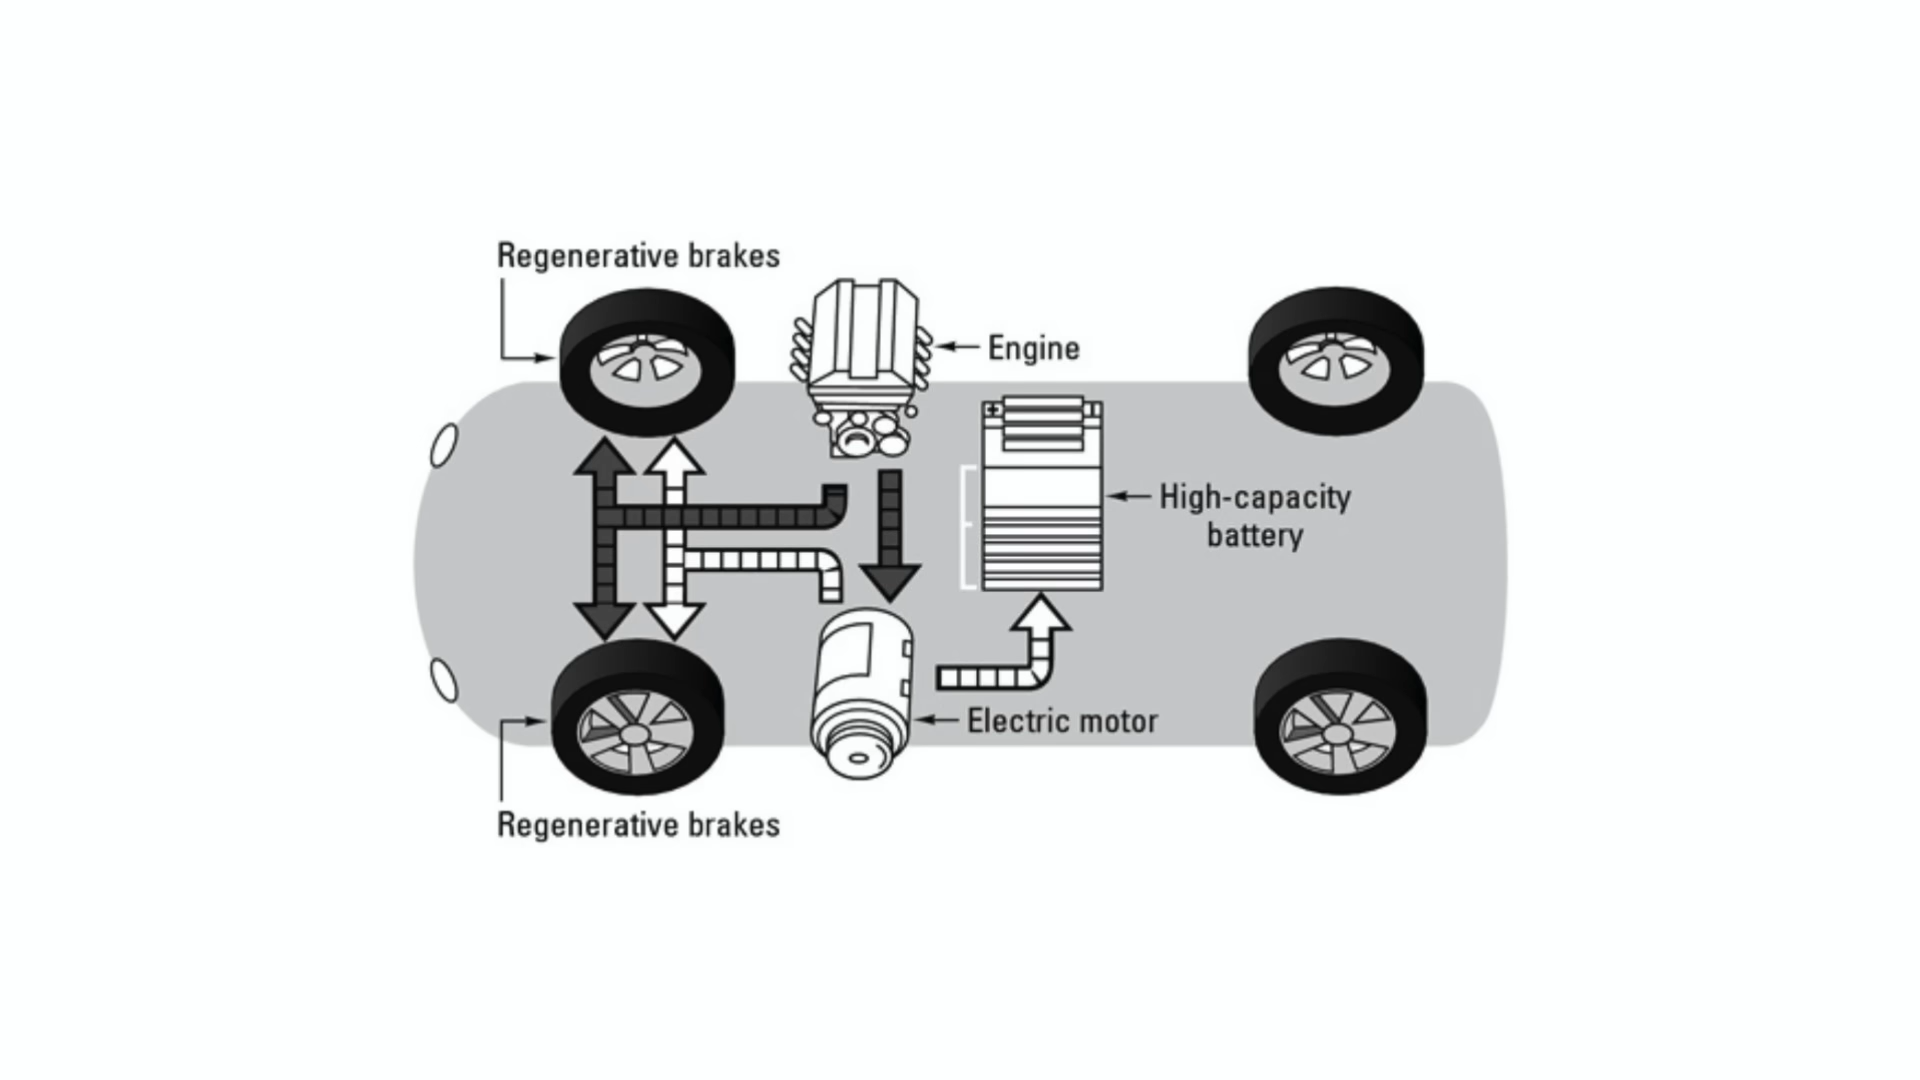 Regenerative brakes
Engine
High-capacity
battery
Electric motor
Regenerative brakes